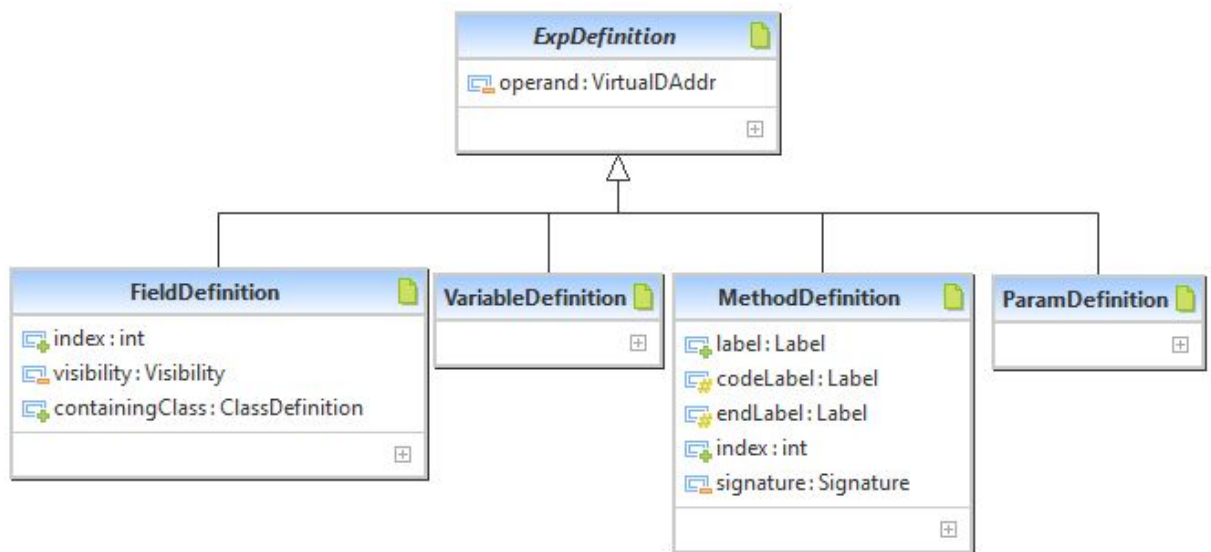 ExpDefinition
operand : VirtualDAddr
FieldDefinition
index : int
visibility : Visibility
containingClass : ClassDefinition
VariableDefinition
MethodDefinition
label : Label
codeLabel : Label
endLabel : Label
index : int
signature : Signature
ParamDefinition